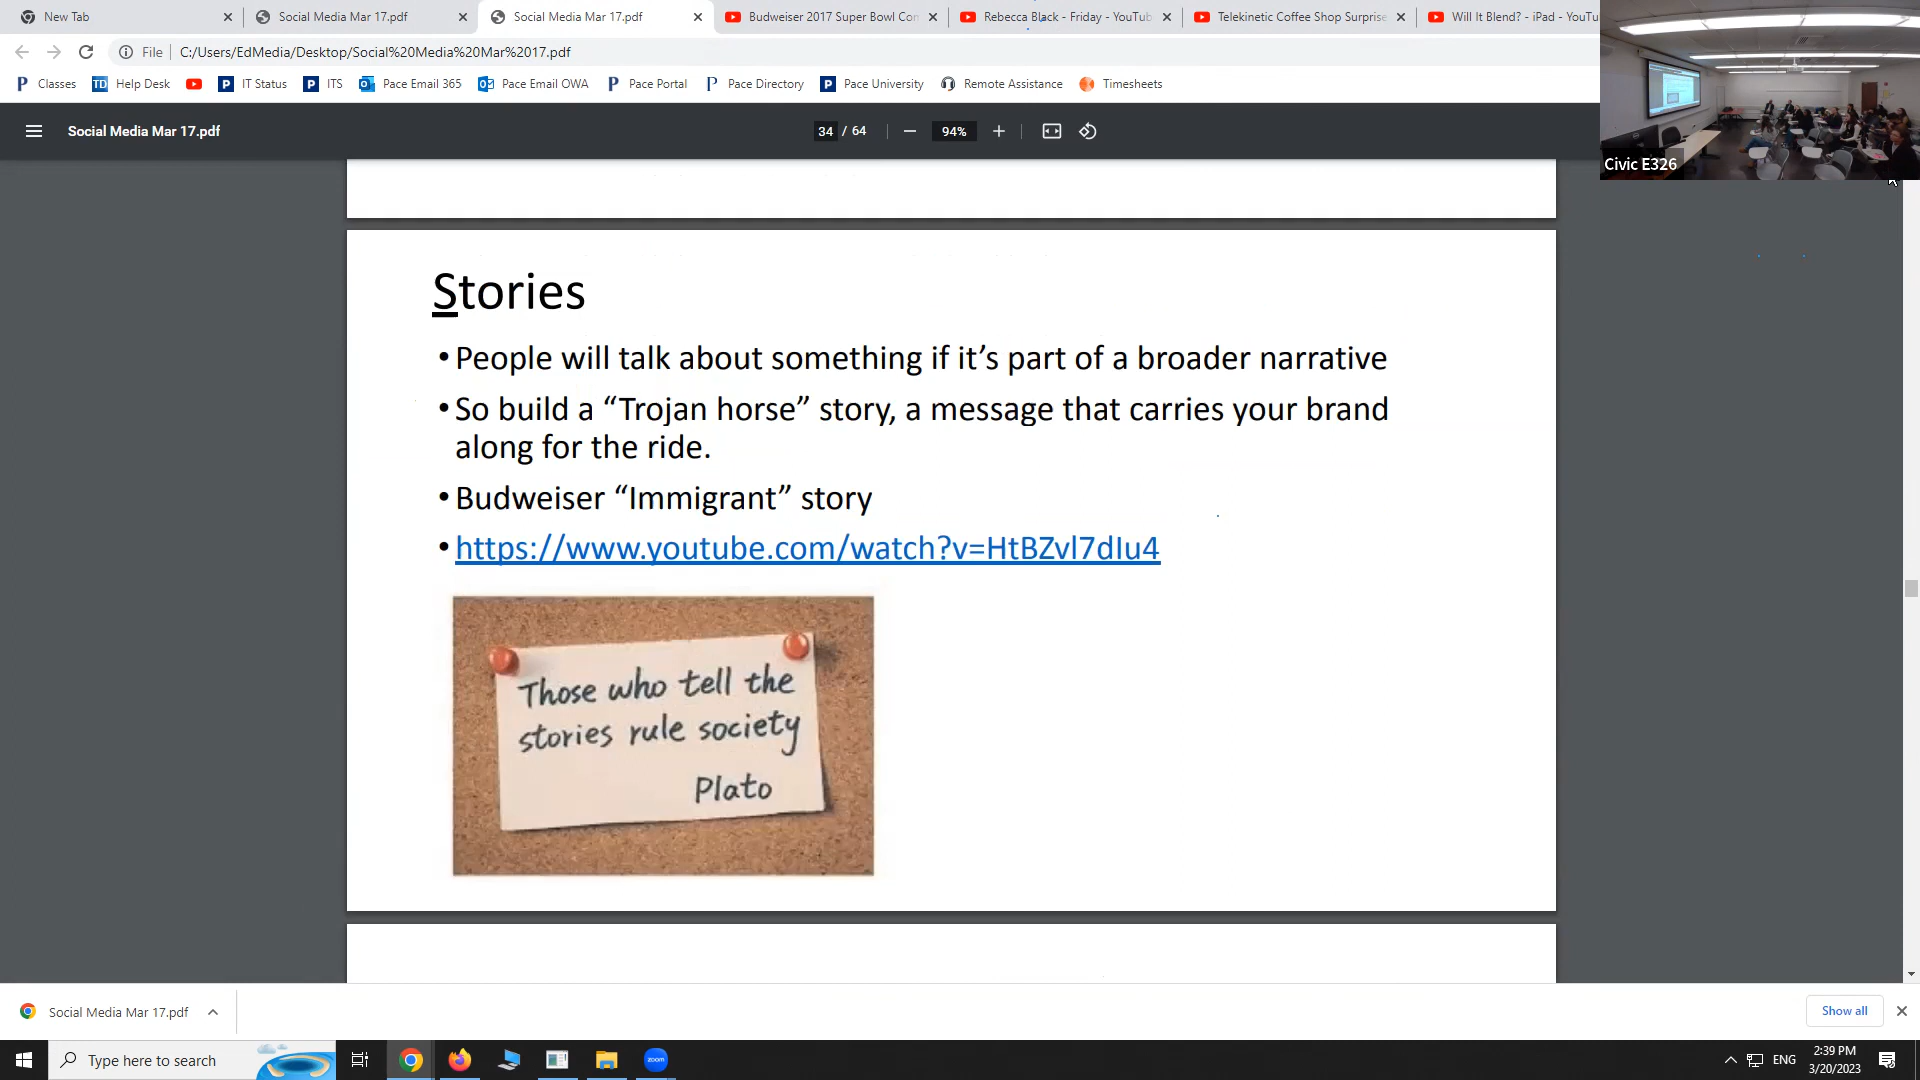 New Tab
Social Media Mar 17.pdf
Social Media Mar 17.pdf
Budweiser 2017 Super Bowl Con
Rebecca Black - Friday - YouTub
Telekinetic Coffee Shop Surprise
Will It Blend? - iPad - YouTu
File
C:/Users/EdMedia/Desktop/Social%20Media%20Mar%2017.pdf
Classes
TD Help Desk
IT Status
ITS
Pace Email 365
Pace Email OWA
Pace Portal
Pace Directory
Pace University
Remote Assistance
Timesheets
Civic E326
Social Media Mar 17.pdf
34 / 64
94%
Stories
•People will talk about something if it’s part of a broader narrative
•So build a “Trojan horse” story, a message that carries your brand
along for the ride.
•Budweiser “Immigrant” story
•https://www.youtube.com/watch?v=HtBZvl7dIu4
Those who tell the
stories rule society
Plato
Social Media Mar 17.pdf
Show all
Type here to search
zoom
ENG
2:39 PM
3/20/2023